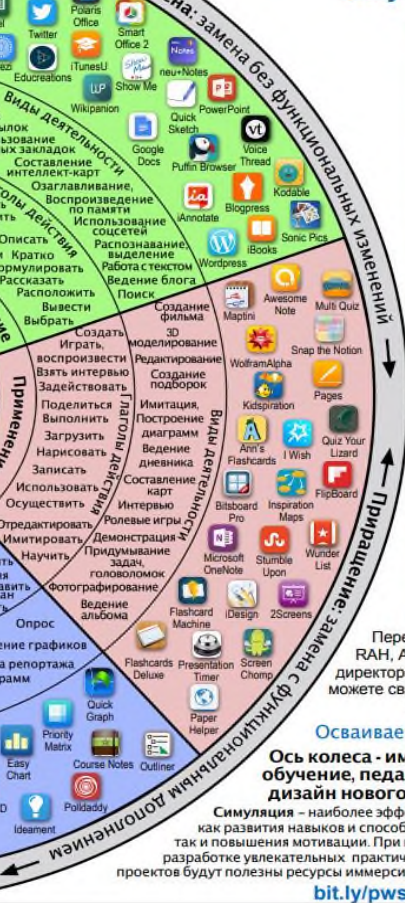 Twitter
Polaris
Office
Smart
Office 2
Educreations
iTunesU
Show Me
neu+Notes
Notes
Wikipanion
Quick
Sketch
PowerPoint
Google
Docs
Puffin Browser
Voice
Thread
Kodable
iAnnotate
Blogpress
Sonic Pics
iBooks
Wordpress
замена без функциональных изменений
Виды деятельности
Составление
интеллект-карт
Озаглавливание,
Воспроизведение
по памяти
Использование
соцсетей
Распознавание,
выделение
Работа с текстом
Ведение блога
Поиск
Описать
Кратко
Рассказать
Расположить
Вывести
Выбрать
Создание
фильма
3D
моделирование
Редактирование
Создание
подборок
Имитация,
Построение
диаграмм
Ведение
дневника
Составление
карт
Интервью
Ролевые игры
Демонстрация
Придумывание
задач,
головоломок
Фотографирование
Ведение
альбома
Виды деятельности
Создать
Играть,
воспроизвести
Взять интервью
Задействовать
Поделиться
Выполнить
Загрузить
Нарисовать
Записать
Использовать
Осуществить
Отредактировать
Имитировать
Научить
Глаголы действия
Maptini
Awesome
Note
Multi Quiz
WolframAlpha
Snap the Notion
Kidspiration
Pages
Ann's
Flashcards
I Wish
Quiz Your
Lizard
Bitsboard
Pro
Inspiration
Maps
FlipBoard
Microsoft
OneNote
Stumble
Upon
Wunder
List
Flashcard
Machine
iDesign
2Screens
Flashcards
Deluxe
Presentation
Timer
Screen
Chomp
Paper
Helper
Приращение: замена с функциональным дополнением
Опрос
графиков
репортажа
Quick
Graph
Priority
Matrix
Easy
Chart
Course Notes
Outliner
Polldaddy
Ideament
RAH,
директор
можете
Ось колеса -
обучение,
дизайн нового
Симуляция – наиболее
как развития навыков и
так и повышения мотивации. При
разработке увлекательных
проектов будут полезны ресурсы
bit.ly/pws